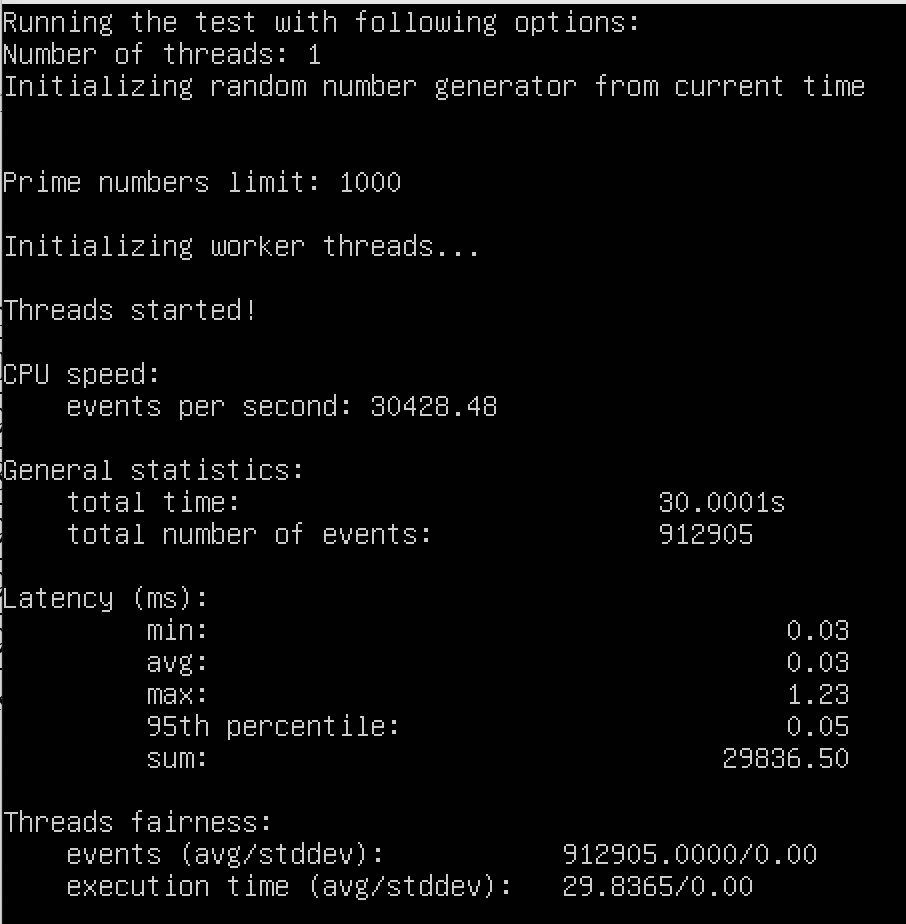 Running the test with following options:
Number of threads: 1
Initializing random number generator from current time
Prime numbers limit: 1000
Initializing worker threads...
Threads started!
CPU speed:
events per second: 30428.48
General statistics:
total time: 30.0001s
total number of events: 912905
Latency (ms):
min: 0.03
avg: 0.03
max: 1.23
95th percentile: 0.05
sum: 29836.50
Threads fairness:
events (avg/stddev): 912905.0000/0.00
execution time (avg/stddev): 29.8365/0.00